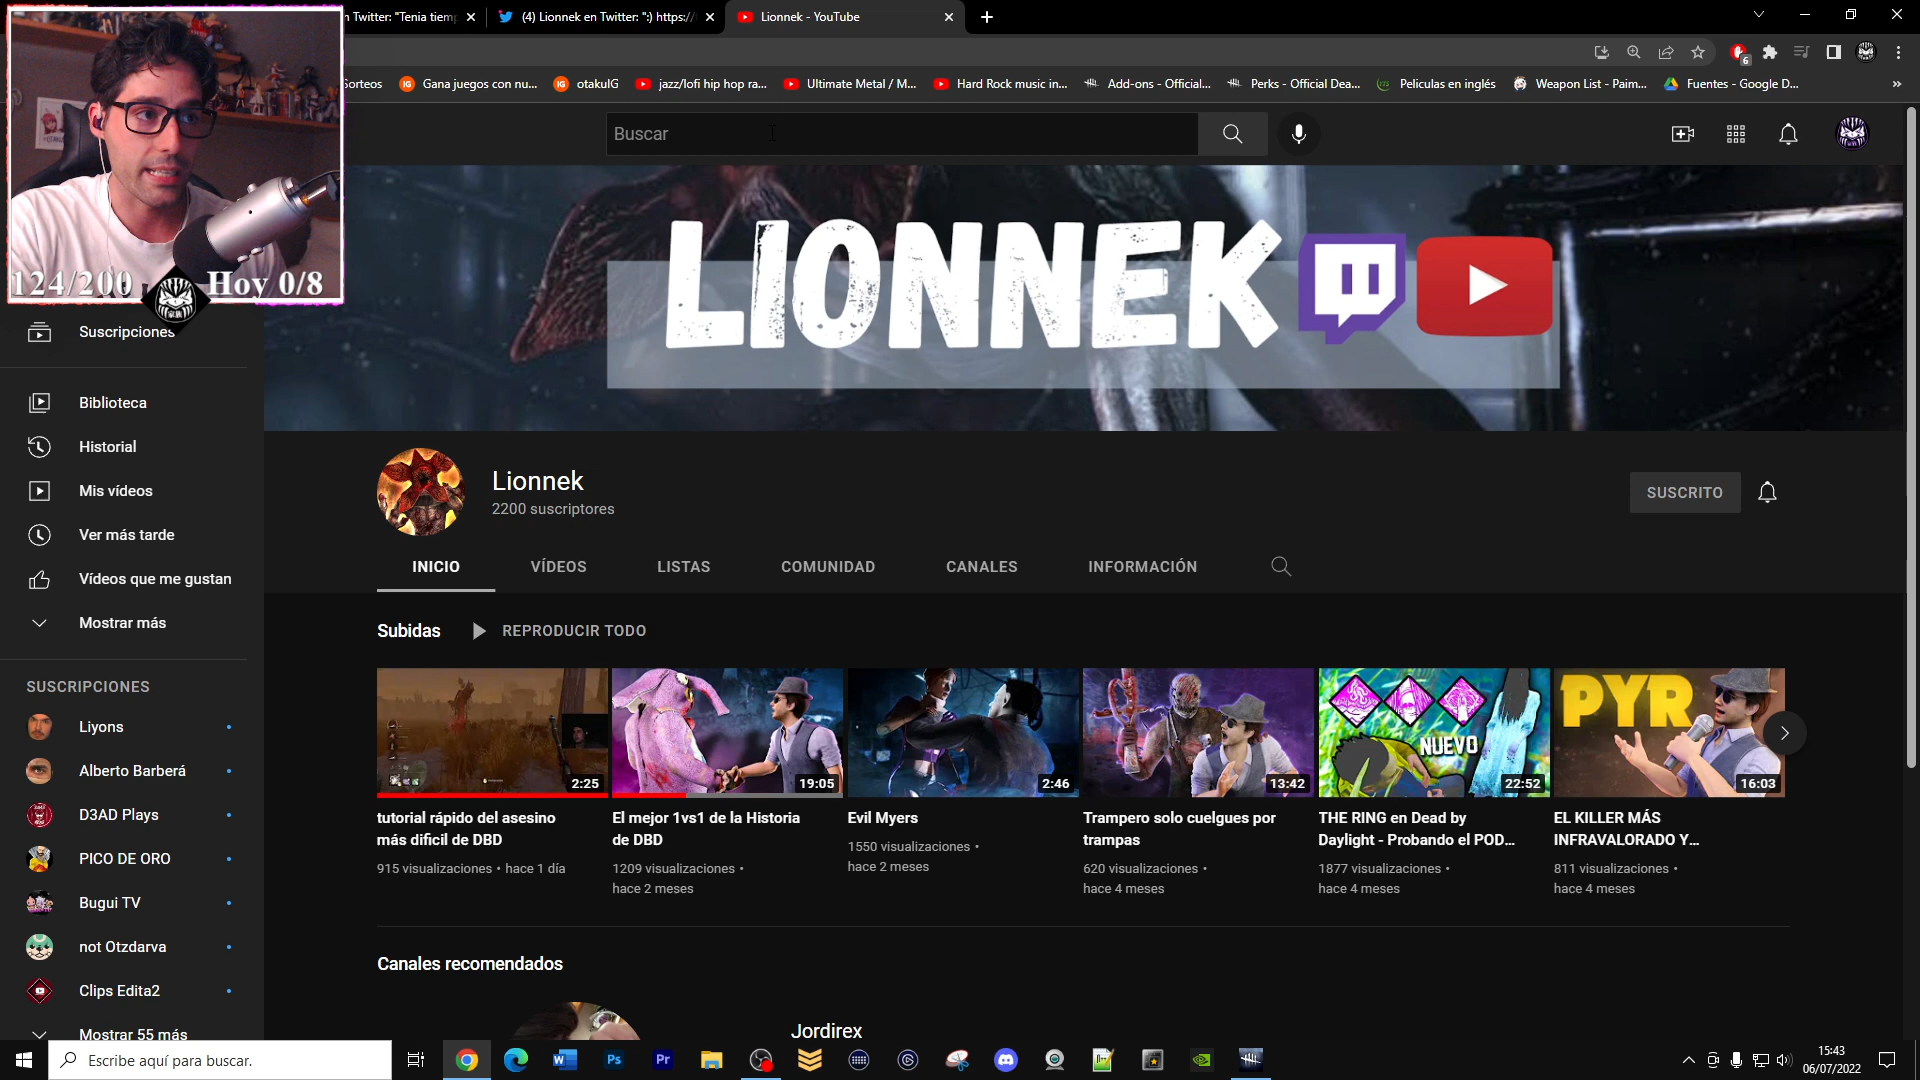 n Twitter: "Tenia tiem
(4) Lionnek en Twitter: ":) https://
Lionnek - YouTube
6
Sorteos
Gana juegos con nu...
otakuIG
jazz/lofi hip hop ra...
Ultimate Metal / M...
Hard Rock music in...
Add-ons - Official...
Perks - Official Dea...
Peliculas en inglés
Weapon List - Paim...
Fuentes - Google D...
»
Buscar
124/200
Hoy 0/8
LIONNEK
Suscripciones
Biblioteca
Historial
Mis vídeos
Ver más tarde
Vídeos que me gustan
Mostrar más
SUSCRIPCIONES
Liyons
Alberto Barberá
D3AD Plays
PICO DE ORO
Bugui TV
not Otzdarva
Clips Edita2
Mostrar 55 más
Lionnek
2200 suscriptores
SUSCRITO
INICIO
VÍDEOS
LISTAS
COMUNIDAD
CANALES
INFORMACIÓN
Subidas
REPRODUCIR TODO
2:25
tutorial rápido del asesino
más dificil de DBD
915 visualizaciones • hace 1 día
19:05
El mejor 1vs1 de la Historia
de DBD
1209 visualizaciones •
hace 2 meses
2:46
Evil Myers
1550 visualizaciones •
hace 2 meses
13:42
Trampero solo cuelgues por
trampas
620 visualizaciones •
hace 4 meses
NUEVO
22:52
THE RING en Dead by
Daylight - Probando el POD...
1877 visualizaciones •
hace 4 meses
PYR
16:03
EL KILLER MÁS
INFRAVALORADO Y...
811 visualizaciones •
hace 4 meses
Canales recomendados
Jordirex
Escribe aquí para buscar.
W
Ps
Pr
15:43
06/07/2022